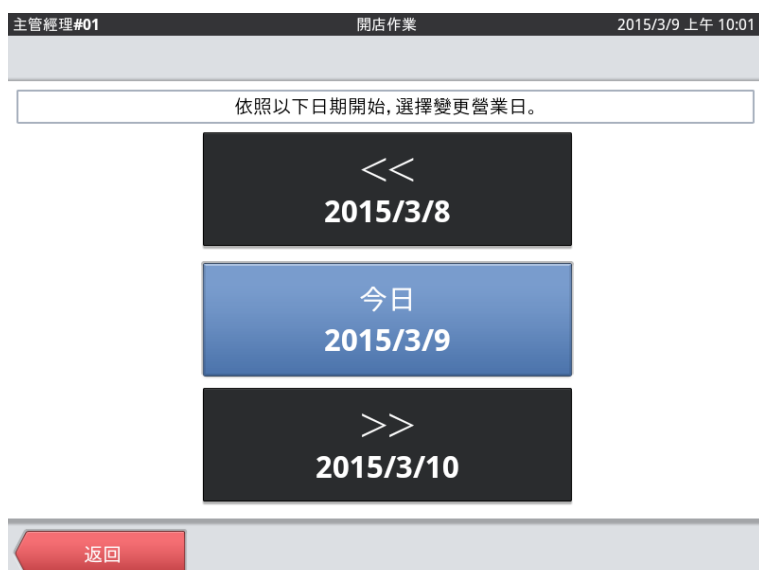 主管經理#01 開店作業 2015/3/9 上午 10:01
依照以下日期開始,選擇變更營業日。
<<
2015/3/8
今日
2015/3/9
>>
2015/3/10
返回